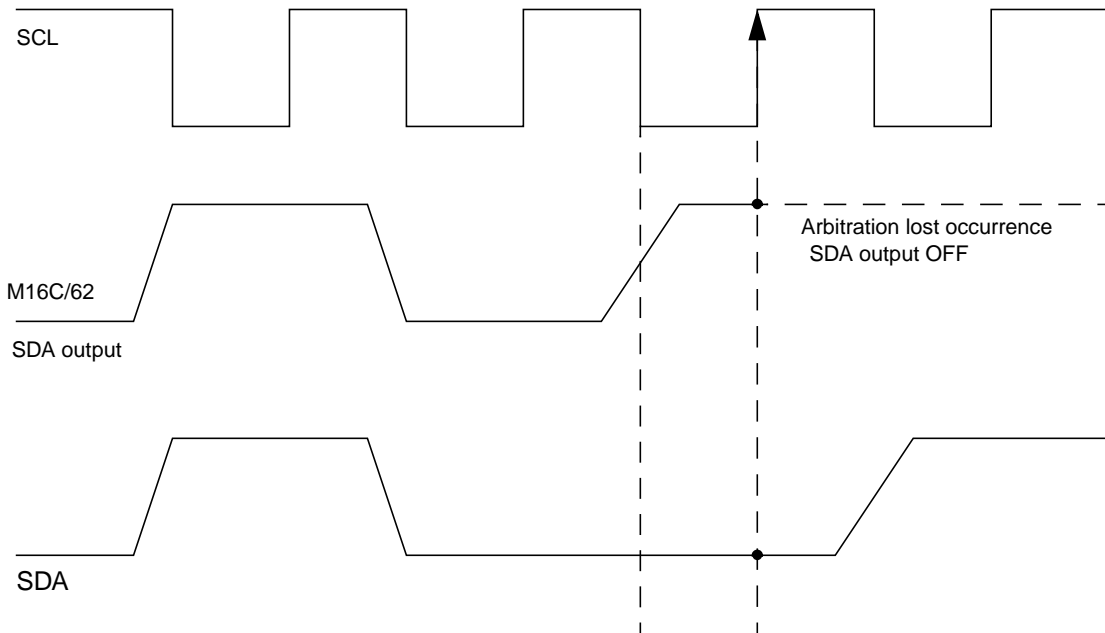 SCL
Arbitration lost occurrence
SDA output OFF
M16C/62
SDA output
SDA